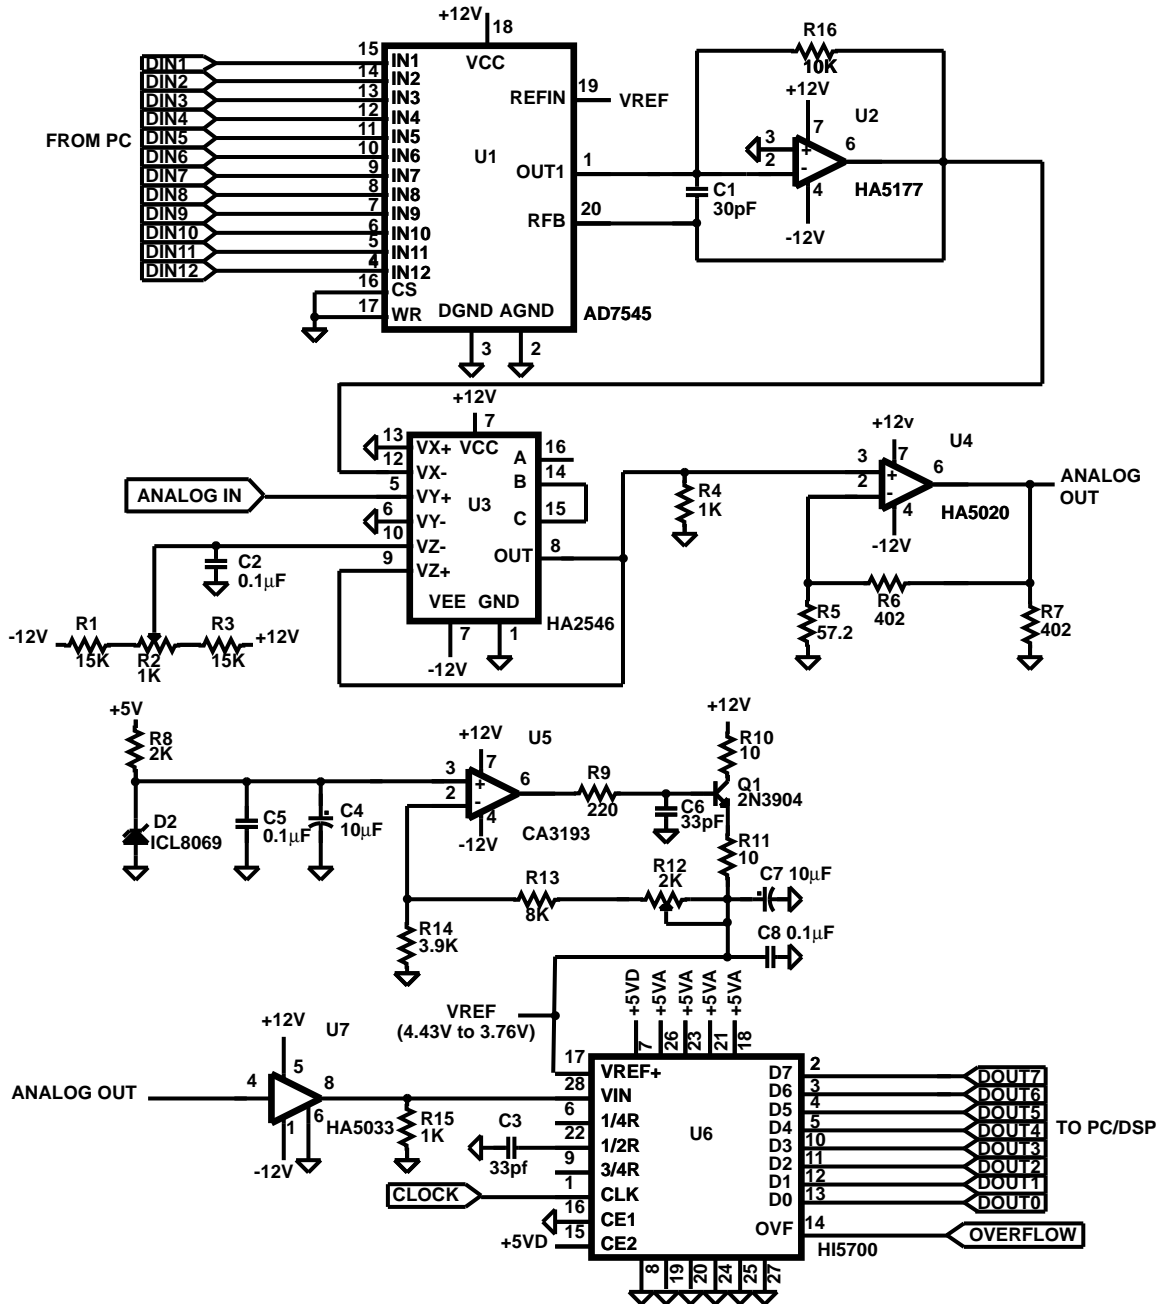 +12V
18
VCC
FROM PC
DIN1
DIN2
DIN3
DIN4
DIN5
DIN6
DIN7
DIN8
DIN9
DIN10
DIN11
DIN12
15
14
13
12
11
10
9
8
7
6
5
4
16
17
IN1
IN2
IN3
IN4
IN5
IN6
IN7
IN8
IN9
IN10
IN11
IN12
CS
WR
U1
REFIN
19
VREF
OUT1
1
RFB
20
DGND
AGND
3
2
AD7545
R16
10K
+12V
7
U2
3
2
+
-
6
4
-12V
HA5177
C1
30pF
+12V
7
VCC
13
12
5
6
10
9
VX+
VX-
VY+
VY-
VZ-
VZ+
U3
A
B
C
OUT
16
14
15
8
VEE
GND
7
1
-12V
HA2546
ANALOG IN
C2
0.1μF
-12V
R1
15K
R2
1K
R3
15K
+12V
R4
1K
+12v
7
U4
3
2
+
-
6
4
-12V
HA5020
ANALOG
OUT
R5
57.2
R6
402
R7
402
+5V
R8
2K
D2
ICL8069
C5
0.1μF
C4
10μF
+12V
7
U5
3
2
+
-
6
4
-12V
CA3193
R9
220
C6
33pF
+12V
R10
10
Q1
2N3904
R11
10
R12
2K
R13
8K
R14
3.9K
C7 10μF
C8 0.1μF
VREF
(4.43V to 3.76V)
+5VD
+5VA
+5VA
+5VA
+5VA
7
26
23
21
18
ANALOG OUT
+12V
U7
5
4
8
6
1
-12V
HA5033
R15
1K
C3
33pf
CLOCK
+5VD
17
28
6
22
9
1
16
15
VREF+
VIN
1/4R
1/2R
3/4R
CLK
CE1
CE2
U6
D7
D6
D5
D4
D3
D2
D1
D0
OVF
2
3
4
5
10
11
12
13
14
DOUT7
DOUT6
DOUT5
DOUT4
DOUT3
DOUT2
DOUT1
DOUT0
TO PC/DSP
OVERFLOW
HI5700
8
19
20
24
25
27